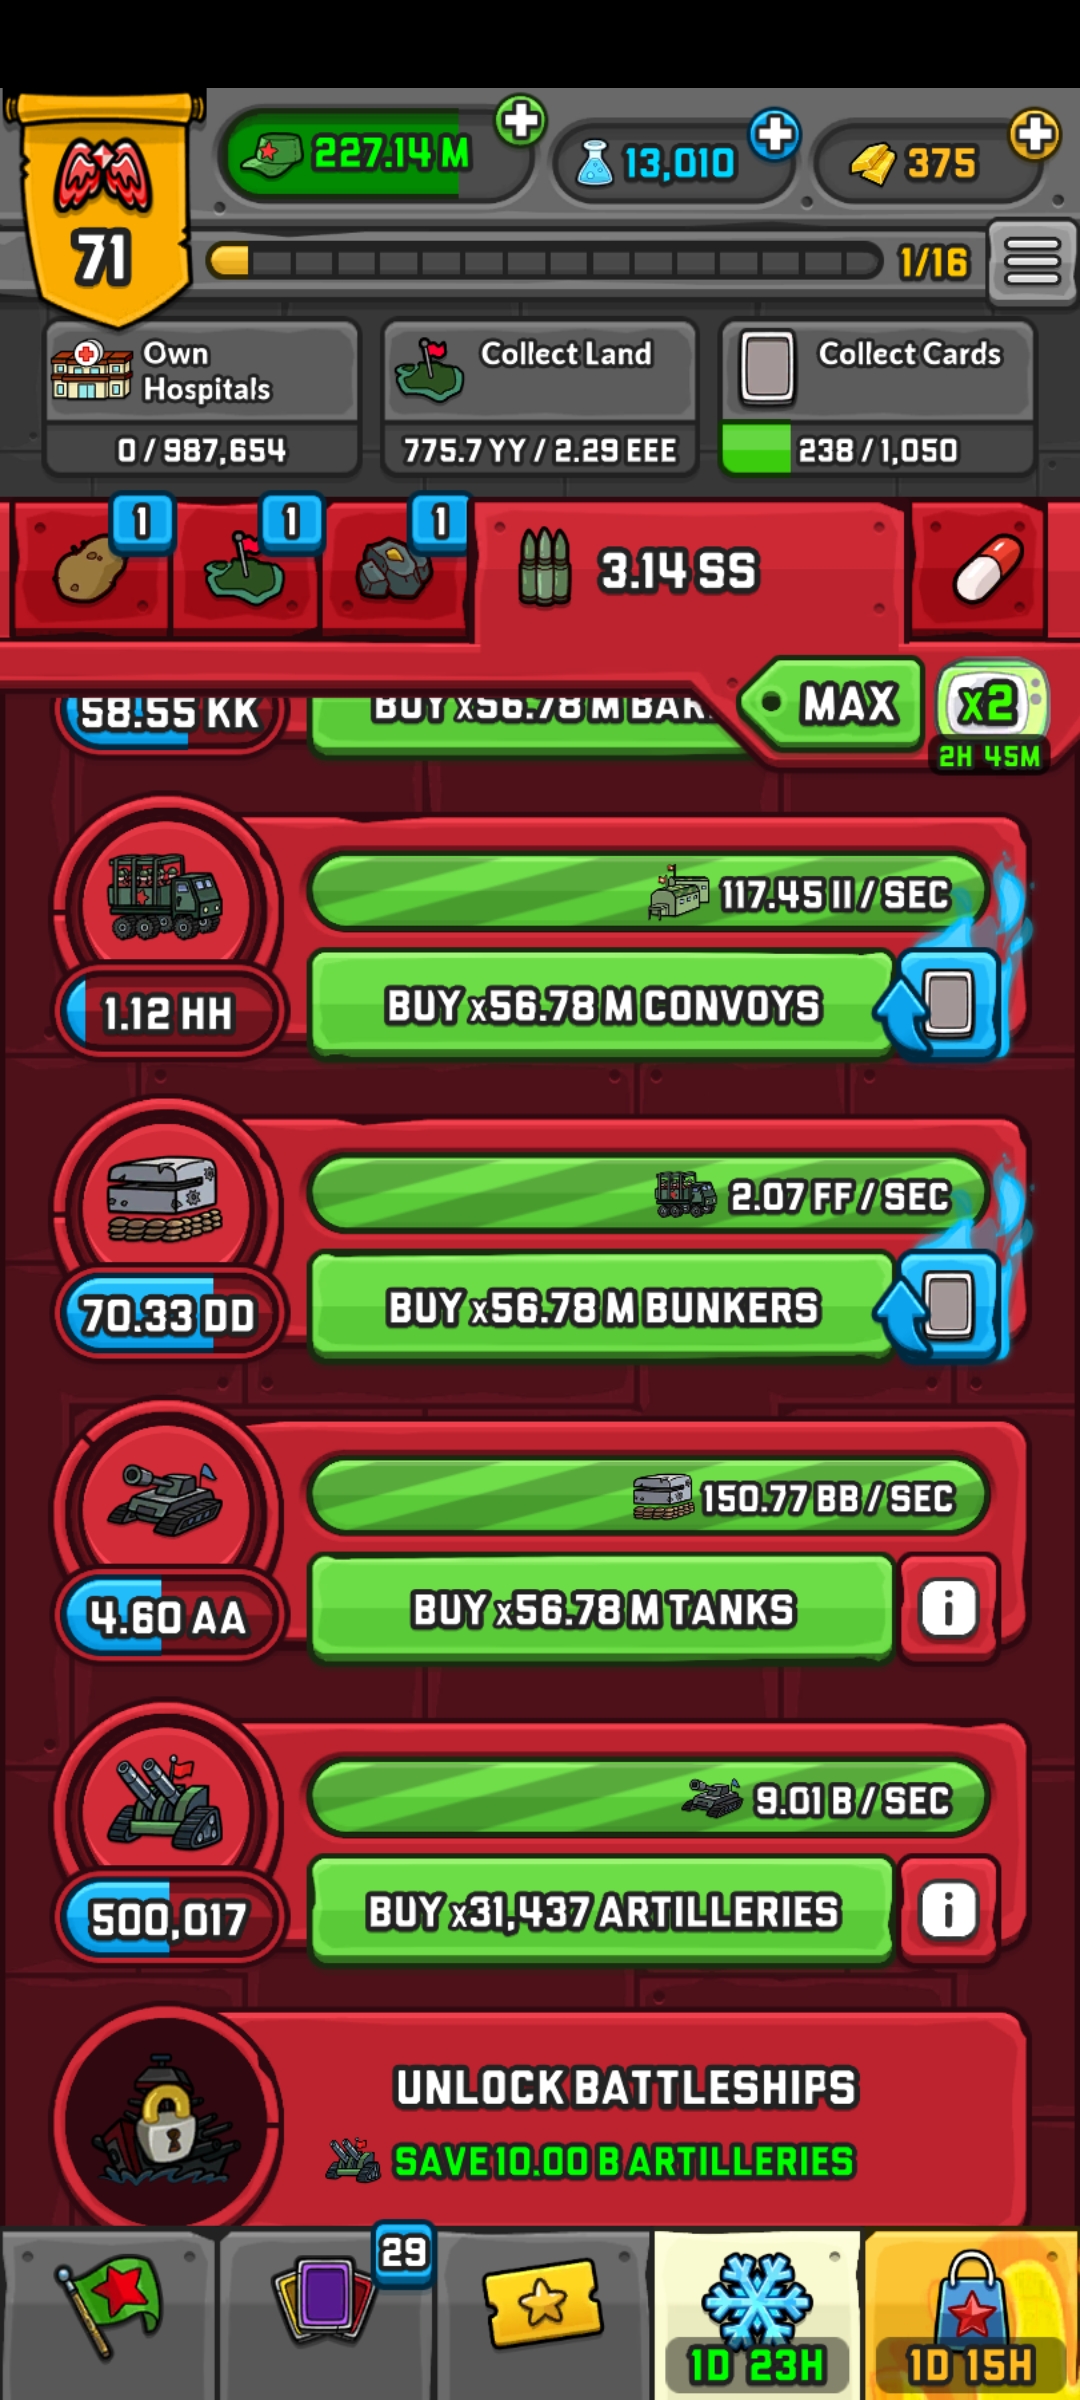 227.14 M
13,010
375
71
1/16
Own
Hospitals
Collect Land
Collect Cards
0 / 987,654
775.7 YY / 2.29 EEE
238 / 1,050
1
1
1
3.14 SS
58.55 KK
BUY x56.78 M BAR
MAX
x2
2H 45M
117.45 II / SEC
1.12 HH
BUY x56.78 M CONVOYS
2.07 FF / SEC
70.33 DD
BUY x56.78 M BUNKERS
150.77 BB / SEC
4.60 AA
BUY x56.78 M TANKS
i
9.01 B / SEC
500,017
BUY x31,437 ARTILLERIES
i
UNLOCK BATTLESHIPS
SAVE 10.00 B ARTILLERIES
29
1D 23H
1D 15H